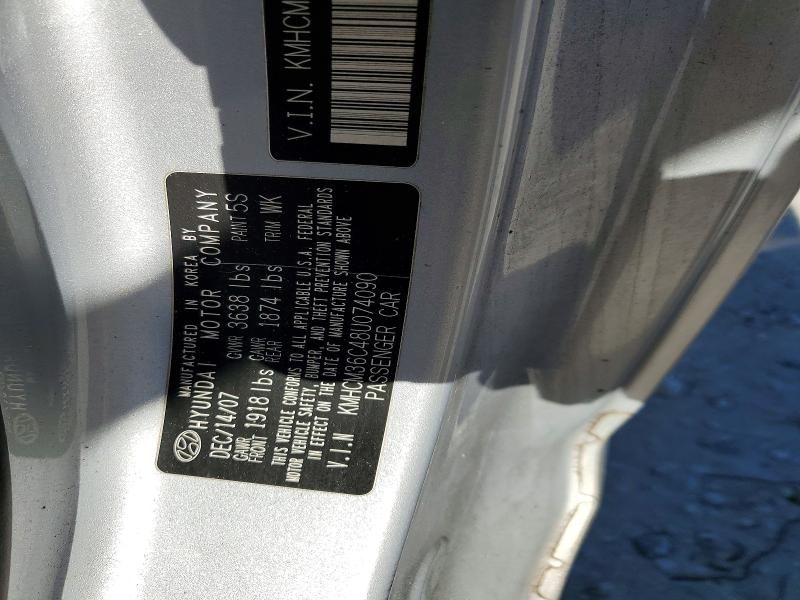 V.I.N. KMHCM
MANUFACTURED IN KOREA BY
HYUNDAI MOTOR COMPANY
DEC/14/07 GVWR 3638 lbs PAINT 5S
GAWR FRONT 1918 lbs GAWR REAR 1874 lbs TRIM WK
THIS VEHICLE CONFORMS TO ALL APPLICABLE U.S.A. FEDERAL
MOTOR VEHICLE SAFETY, BUMPER, AND THEFT PREVENTION STANDARDS
IN EFFECT ON THE DATE OF MANUFACTURE SHOWN ABOVE
V.I.N KMHCM36C48U074090
PASSENGER CAR
HYUNDAI